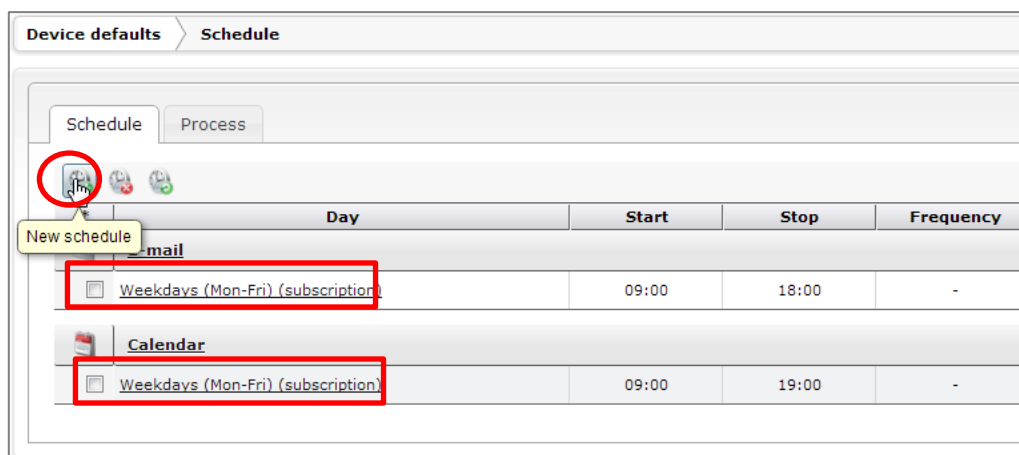 Device defaults Schedule
Schedule Process
* Day Start Stop Frequency
New schedule
E-mail
Weekdays (Mon-Fri) (subscription) 09:00 18:00 -
Calendar
Weekdays (Mon-Fri) (subscription) 09:00 19:00 -